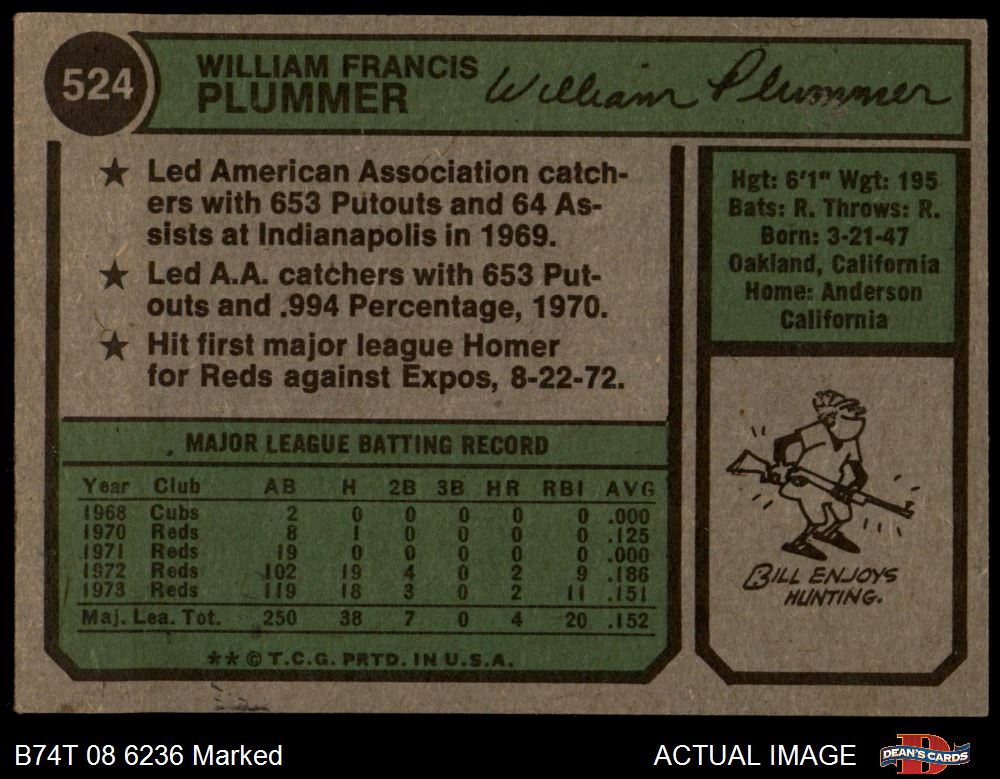 524
WILLIAM FRANCIS
PLUMMER
William Plummer
★ Led American Association catch-
ers with 653 Putouts and 64 As-
sists at Indianapolis in 1969.
★ Led A.A. catchers with 653 Put-
outs and .994 Percentage, 1970.
★ Hit first major league Homer
for Reds against Expos, 8-22-72.
Hgt: 6'1" Wgt: 195
Bats: R. Throws: R.
Born: 3-21-47
Oakland, California
Home: Anderson
California
MAJOR LEAGUE BATTING RECORD
Year Club AB H 2B 3B HR RBI AVG
1968 Cubs 2 0 0 0 0 0 .000
1970 Reds 8 1 0 0 0 0 .125
1971 Reds 19 0 0 0 0 0 .000
1972 Reds 102 19 4 0 2 9 .186
1973 Reds 119 18 3 0 2 11 .151
Maj. Lea. Tot. 250 38 7 0 4 20 .152
** © T.C.G. PRTD. IN U.S.A.
BILL ENJOYS
HUNTING.
B74T 08 6236 Marked
ACTUAL IMAGE
DEAN'S CARDS